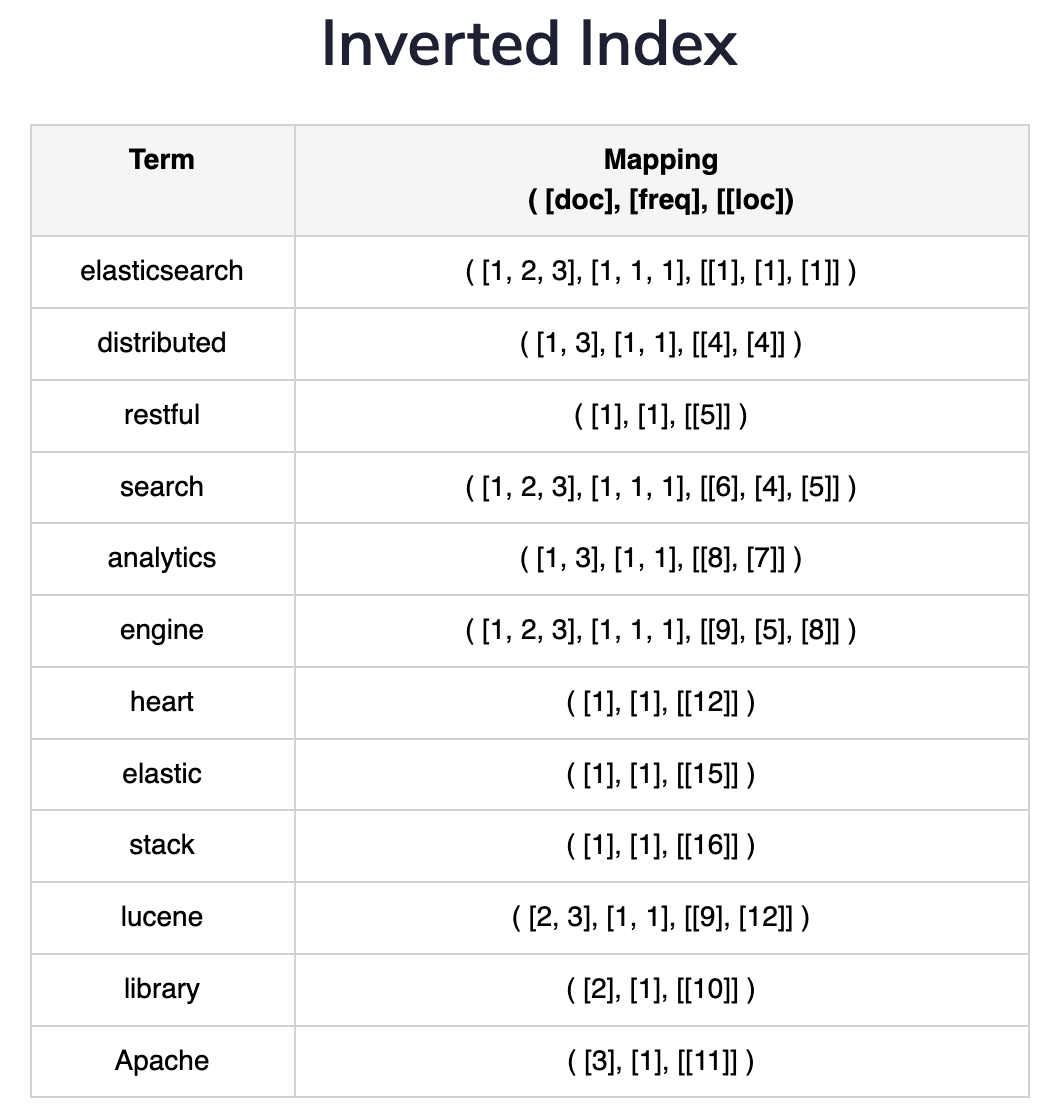 Inverted Index
Term
Mapping
( [doc], [freq], [[loc])
elasticsearch
( [1, 2, 3], [1, 1, 1], [[1], [1], [1]] )
distributed
( [1, 3], [1, 1], [[4], [4]] )
restful
( [1], [1], [[5]] )
search
( [1, 2, 3], [1, 1, 1], [[6], [4], [5]] )
analytics
( [1, 3], [1, 1], [[8], [7]] )
engine
( [1, 2, 3], [1, 1, 1], [[9], [5], [8]] )
heart
( [1], [1], [[12]] )
elastic
( [1], [1], [[15]] )
stack
( [1], [1], [[16]] )
lucene
( [2, 3], [1, 1], [[9], [12]] )
library
( [2], [1], [[10]] )
Apache
( [3], [1], [[11]] )